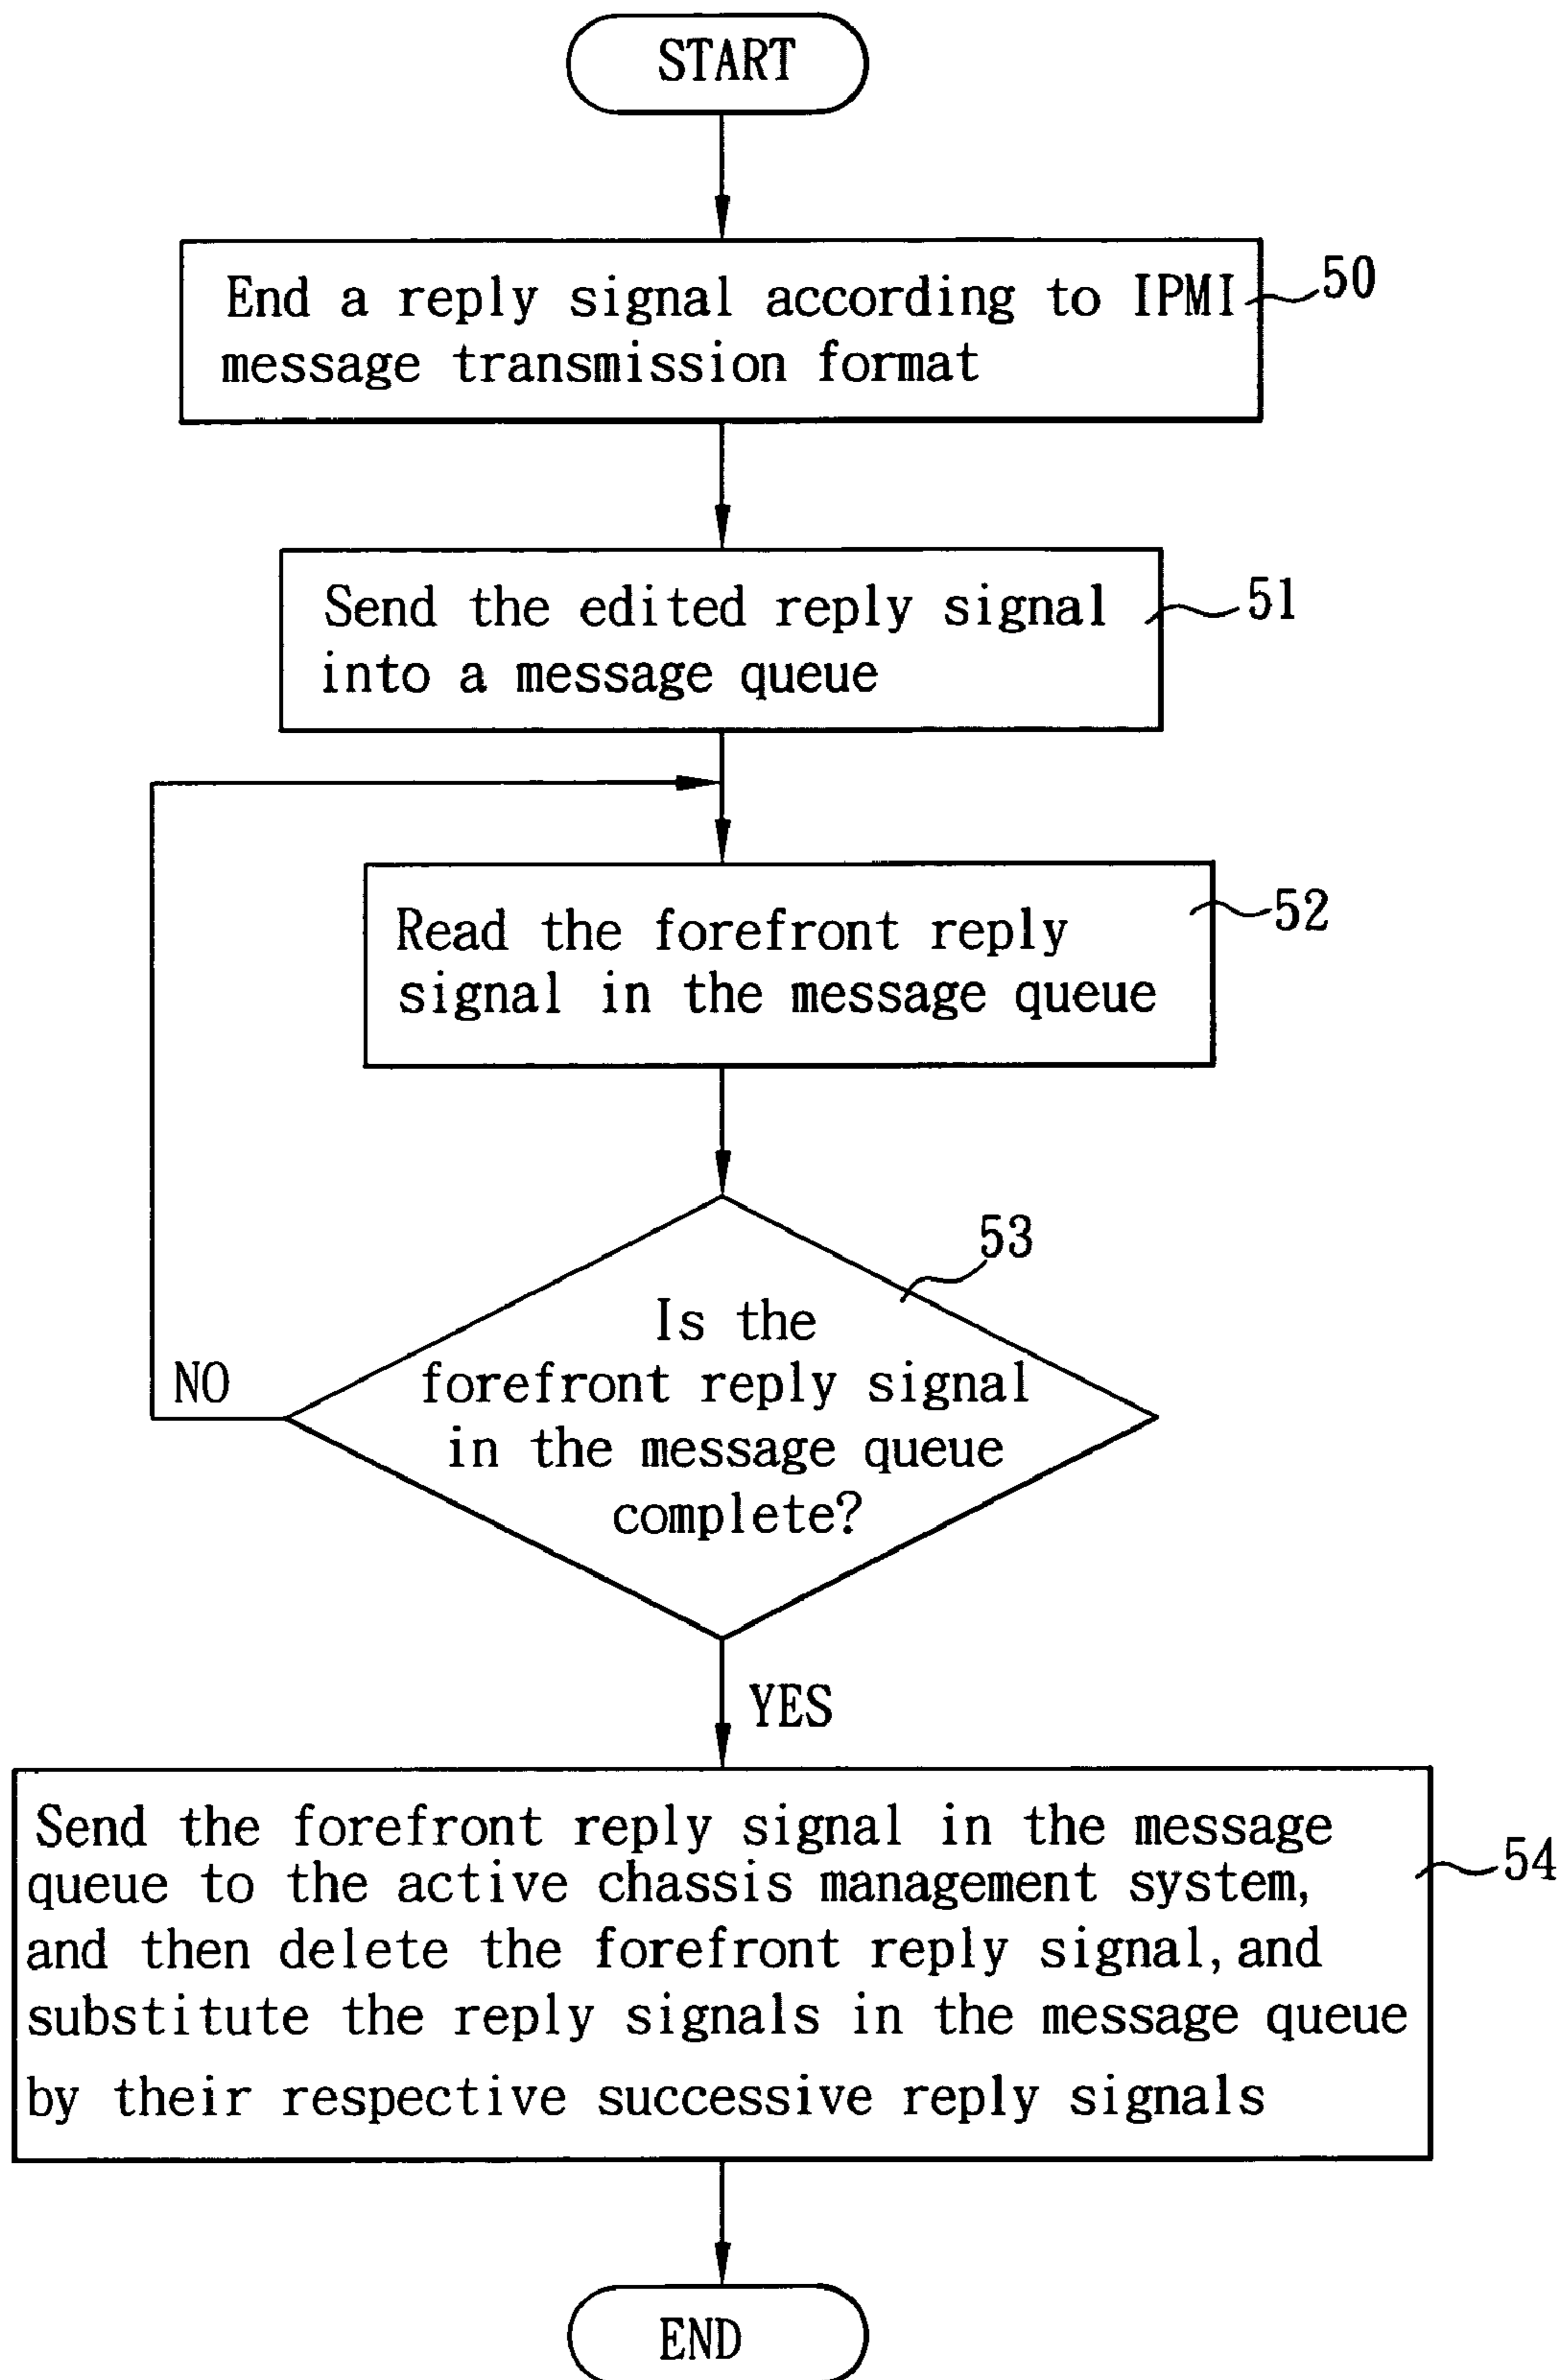 START
End a reply signal according to IPMI
message transmission format
50
Send the edited reply signal
into a message queue
51
Read the forefront reply
signal in the message queue
52
53
Is the
forefront reply signal
in the message queue
complete?
NO
YES
Send the forefront reply signal in the message
queue to the active chassis management system,
and then delete the forefront reply signal, and
substitute the reply signals in the message queue
by their respective successive reply signals
54
END